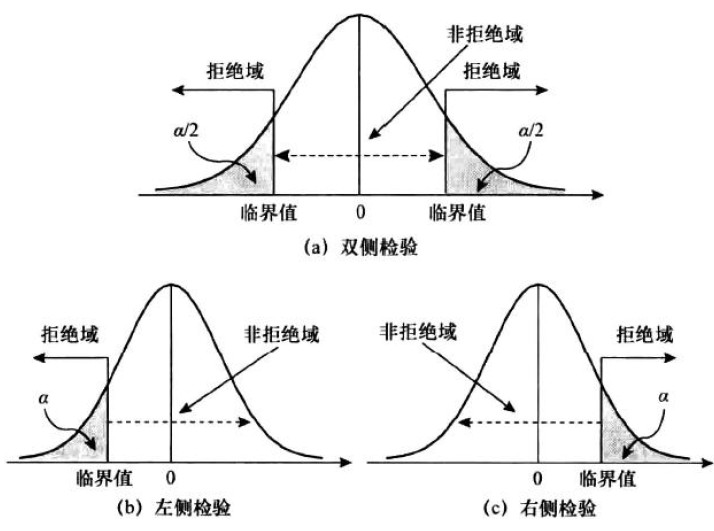 非拒绝域
拒绝域
拒绝域
α/2
α/2
临界值
0
临界值
(a) 双侧检验
拒绝域
非拒绝域
α
临界值
0
(b) 左侧检验
非拒绝域
拒绝域
α
0
临界值
(c) 右侧检验